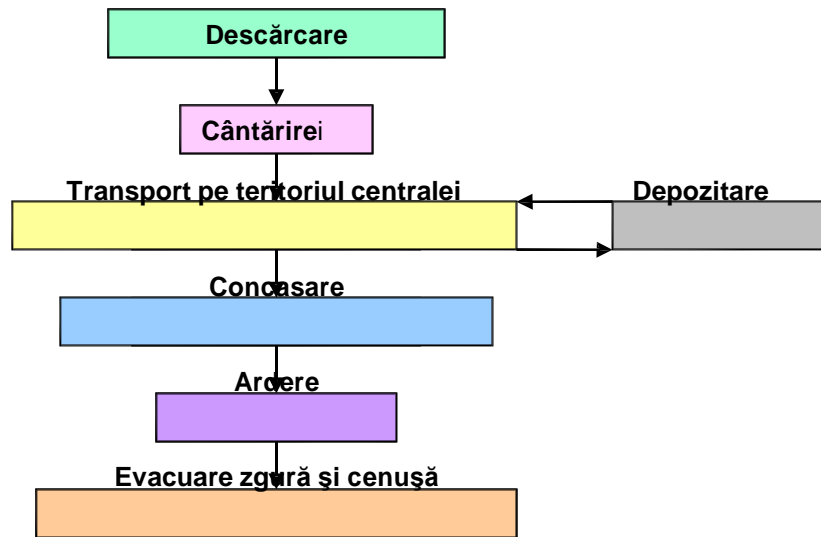 Descărcare
Cântărirei
Transport pe teritoriul centralei
Depozitare
Concasare
Ardere
Evacuare zgură şi cenuşă